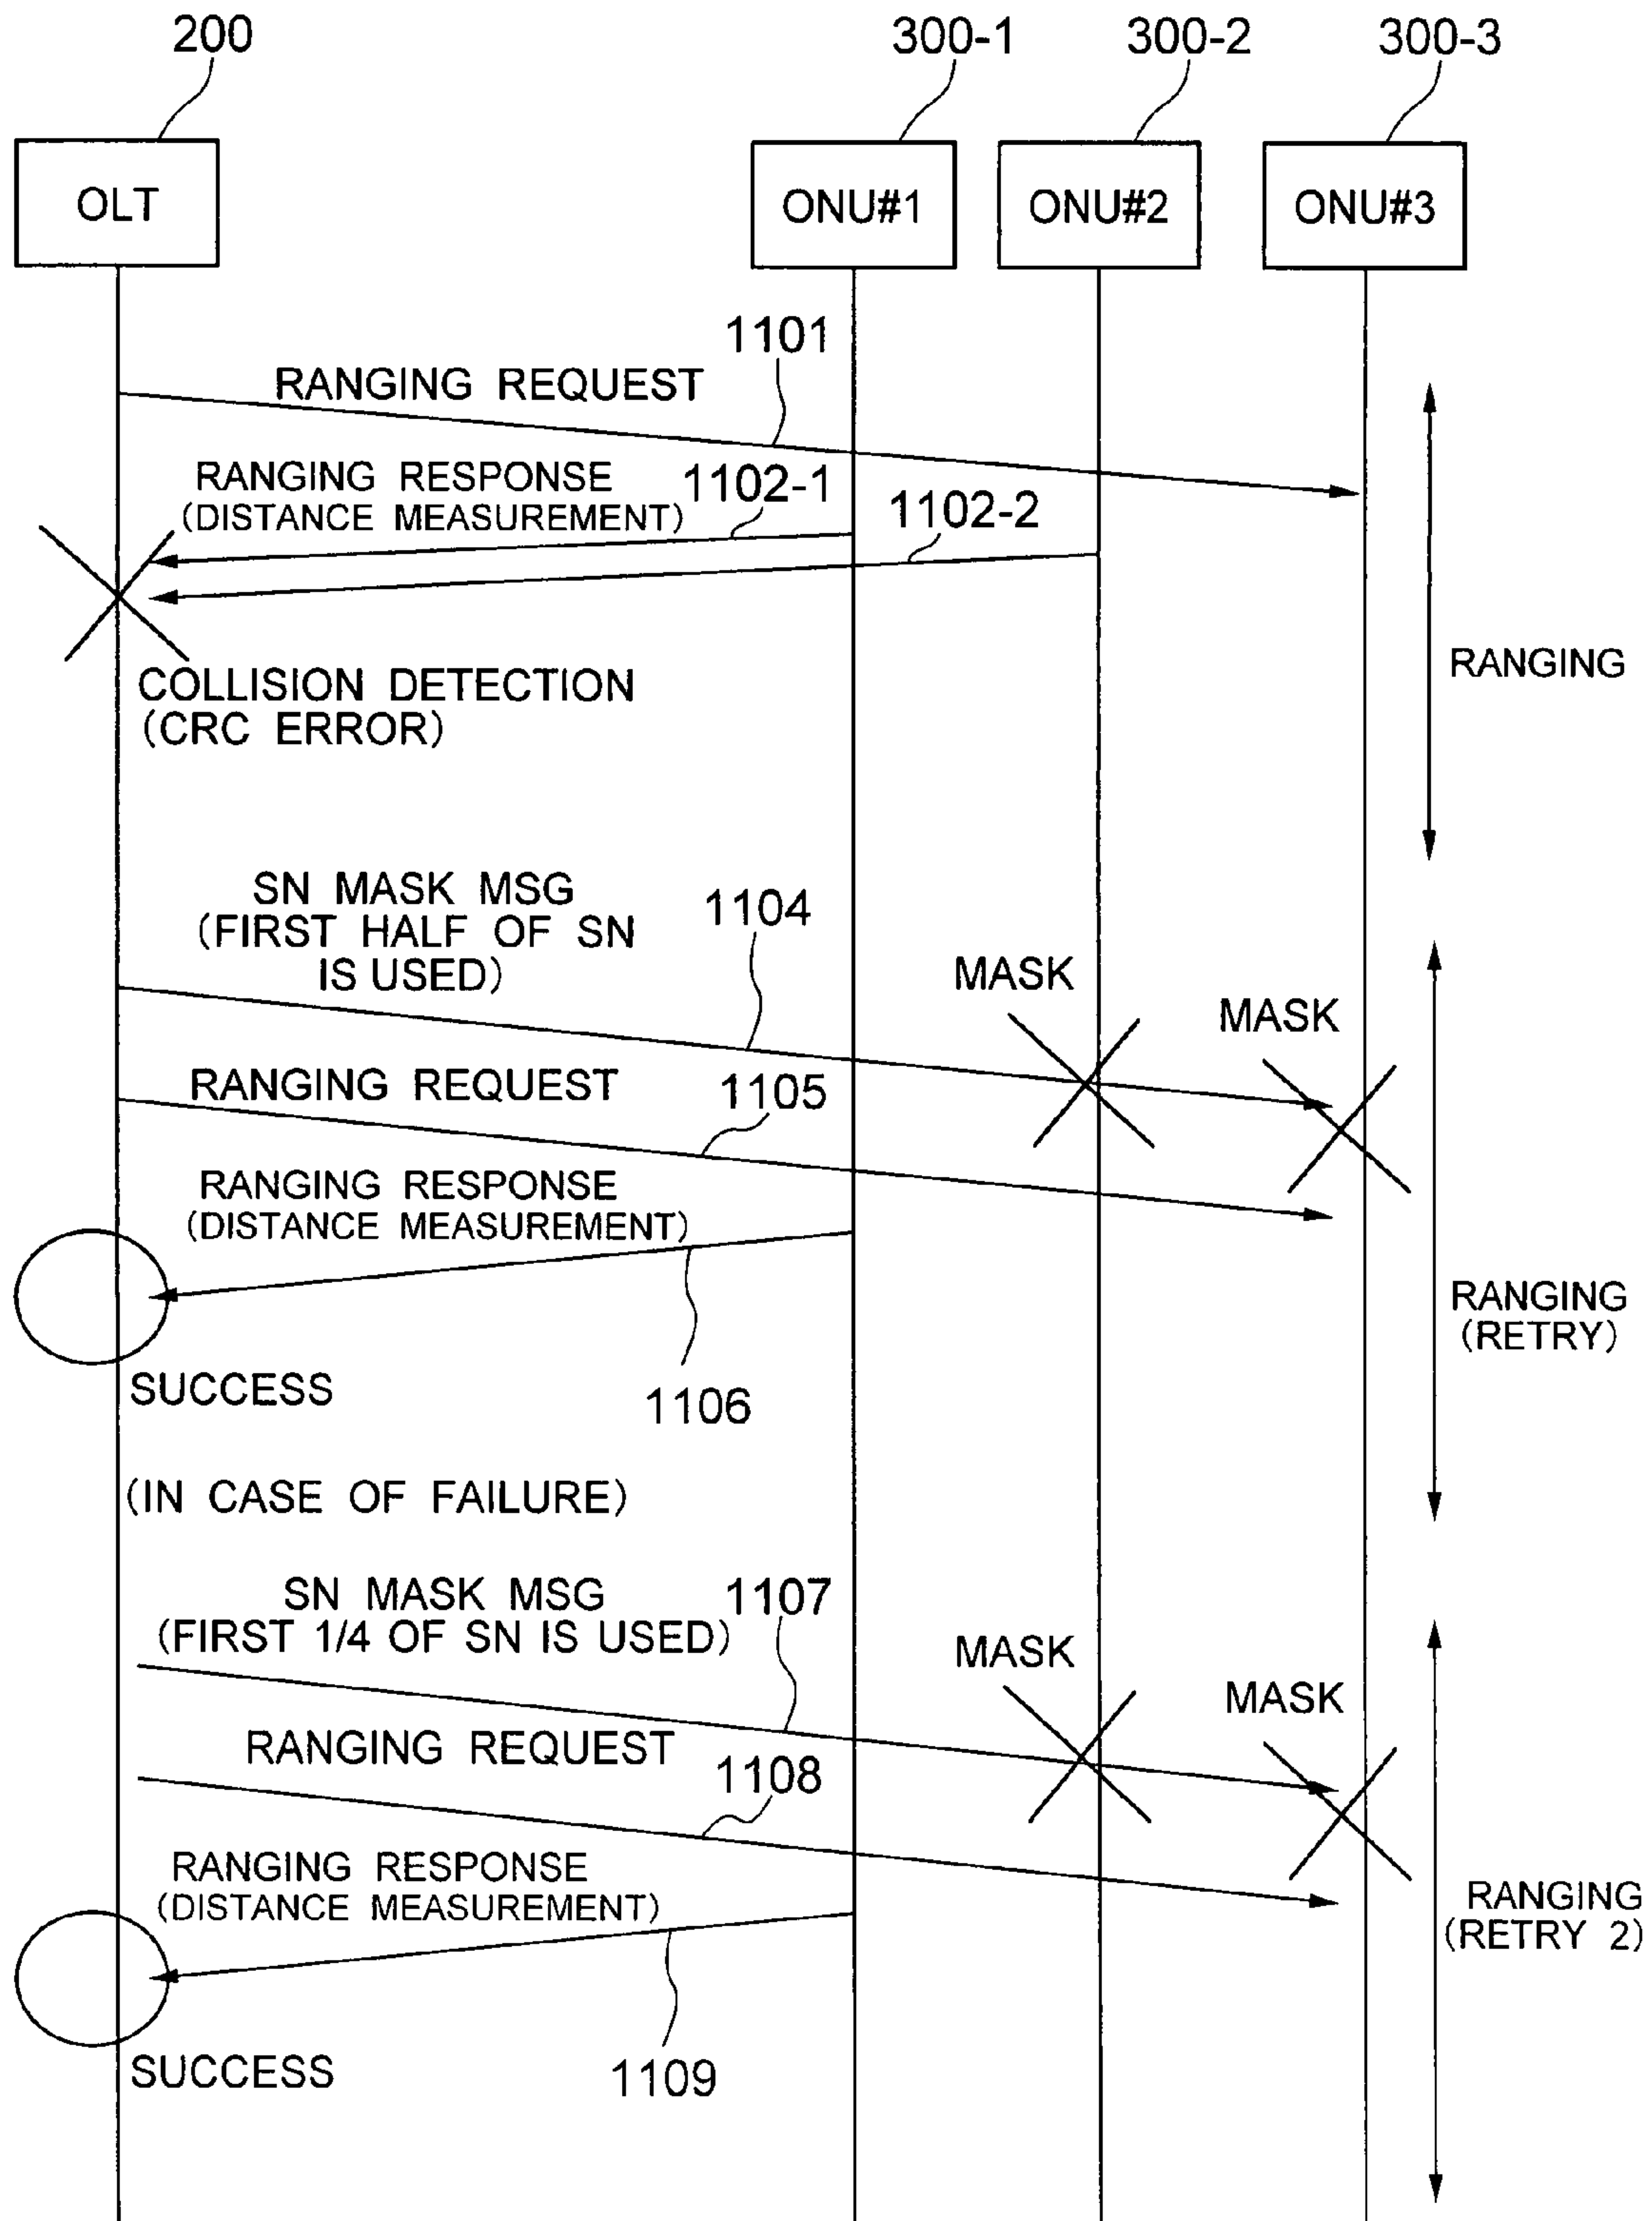 200
300-1
300-2
300-3
OLT
ONU#1
ONU#2
ONU#3
1101
RANGING REQUEST
RANGING RESPONSE
(DISTANCE MEASUREMENT)
1102-1
1102-2
COLLISION DETECTION
(CRC ERROR)
RANGING
SN MASK MSG
(FIRST HALF OF SN
IS USED)
1104
MASK
MASK
RANGING REQUEST
1105
RANGING RESPONSE
(DISTANCE MEASUREMENT)
RANGING
(RETRY)
SUCCESS
1106
(IN CASE OF FAILURE)
SN MASK MSG
(FIRST 1/4 OF SN IS USED)
1107
MASK
MASK
RANGING REQUEST
1108
RANGING RESPONSE
(DISTANCE MEASUREMENT)
RANGING
(RETRY 2)
SUCCESS
1109